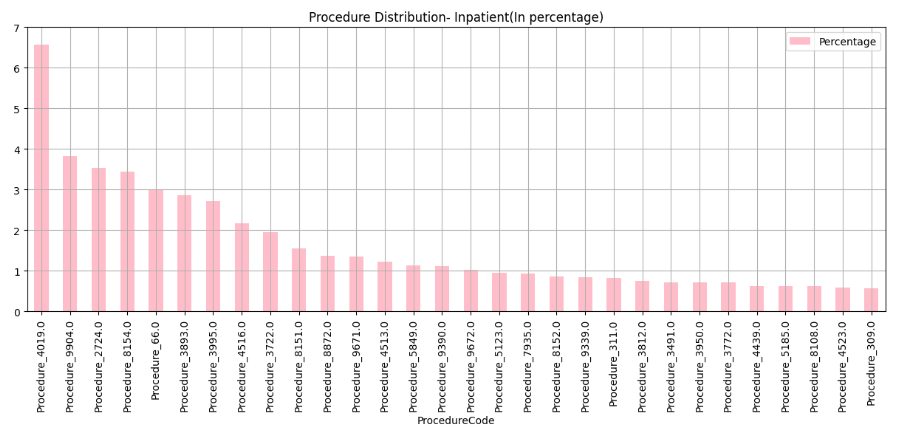 Procedure Distribution- Inpatient(In percentage)
Percentage
7
6
5
4
3
2
1
0
Procedure_4019.0
Procedure_9904.0
Procedure_2724.0
Procedure_8154.0
Procedure_66.0
Procedure_3893.0
Procedure_3995.0
Procedure_4516.0
Procedure_3722.0
Procedure_8151.0
Procedure_8872.0
Procedure_9671.0
Procedure_4513.0
Procedure_5849.0
Procedure_9390.0
Procedure_9672.0
Procedure_5123.0
Procedure_7935.0
Procedure_8152.0
Procedure_9339.0
Procedure_311.0
Procedure_3812.0
Procedure_3491.0
Procedure_3950.0
Procedure_3772.0
Procedure_4439.0
Procedure_5185.0
Procedure_8108.0
Procedure_4523.0
Procedure_309.0
ProcedureCode